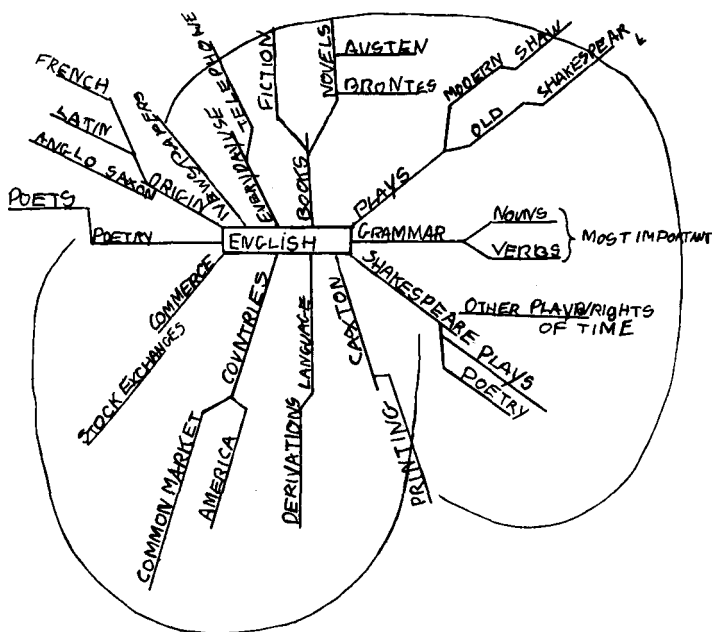 ENGLISH
ORIGIN
FRENCH
LATIN
ANGLO SAXON
NEWSPAPERS
EVERYDAY USE
TELEPHONE
BOOKS
FICTION
NOVELS
AUSTEN
BRONTES
PLAYS
MODERN SHAW
OLD SHAKESPEAR
GRAMMAR
NOUNS
VERBS
MOST IMPORTANT
SHAKESPEARE PLAYS
OTHER PLAYWRIGHTS
OF TIME
POETRY
CAXTON
PRINTING
LANGUAGE
DERIVATIONS
COUNTRIES
COMMON MARKET
AMERICA
COMMERCE
STOCK EXCHANGES
POETRY
POETS